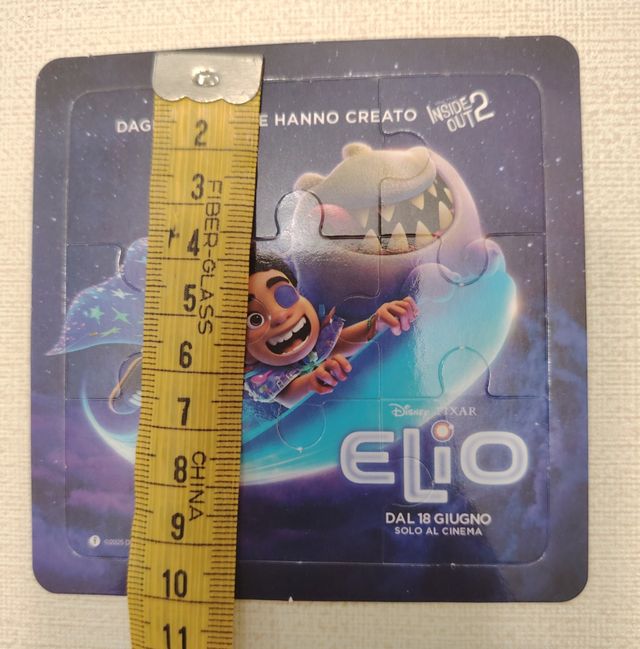 DAG E HANNO CREATO INSIDE OUT 2
2
3
4
5
6
7
8
9
10
11
FIBER-GLASS
CHINA
Disney PIXAR
ELIO
DAL 18 GIUGNO
SOLO AL CINEMA
f ©2025 D